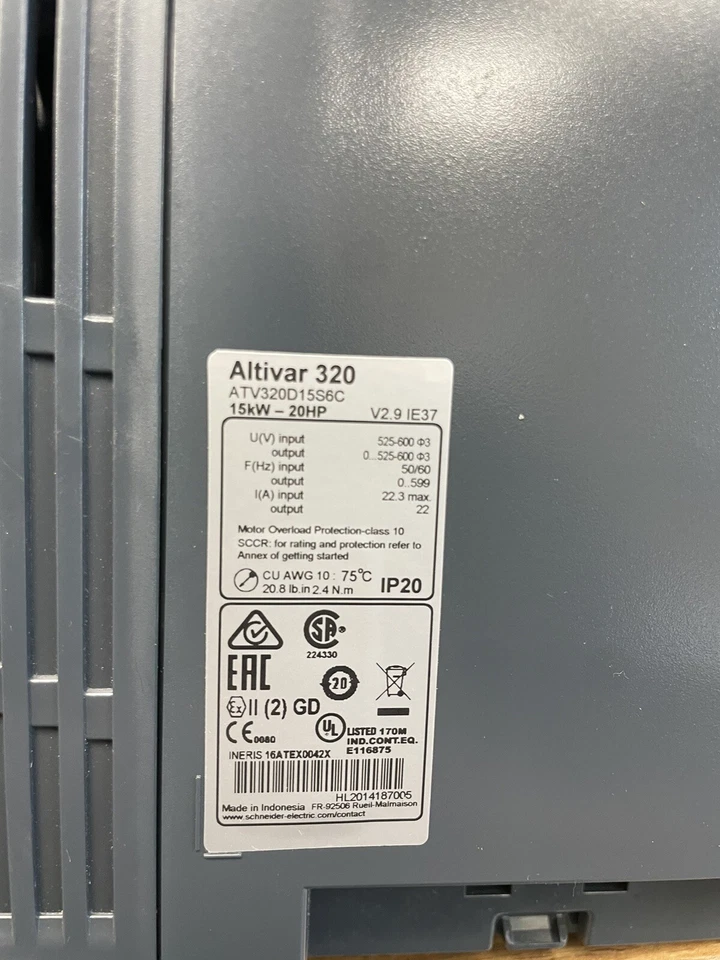 Altivar 320
ATV320D15S6C
15kW – 20HP V2.9 IE37
U(V) input 525-600 Φ3
output 0...525-600 Φ3
F(Hz) input 50/60
output 0...599
I(A) input 22.3 max.
output 22
Motor Overload Protection-class 10
SCCR: for rating and protection refer to
Annex of getting started
CU AWG 10 : 75°C
20.8 lb.in 2.4 N.m IP20
SA
224330
EAC
20
Ex II (2) GD
CE 0080
UL LISTED 170M
IND.CONT.EQ.
E116875
INERIS 16ATEX0042X
HL2014187005
Made in Indonesia FR-92506 Rueil-Malmaison
www.schneider-electric.com/contact